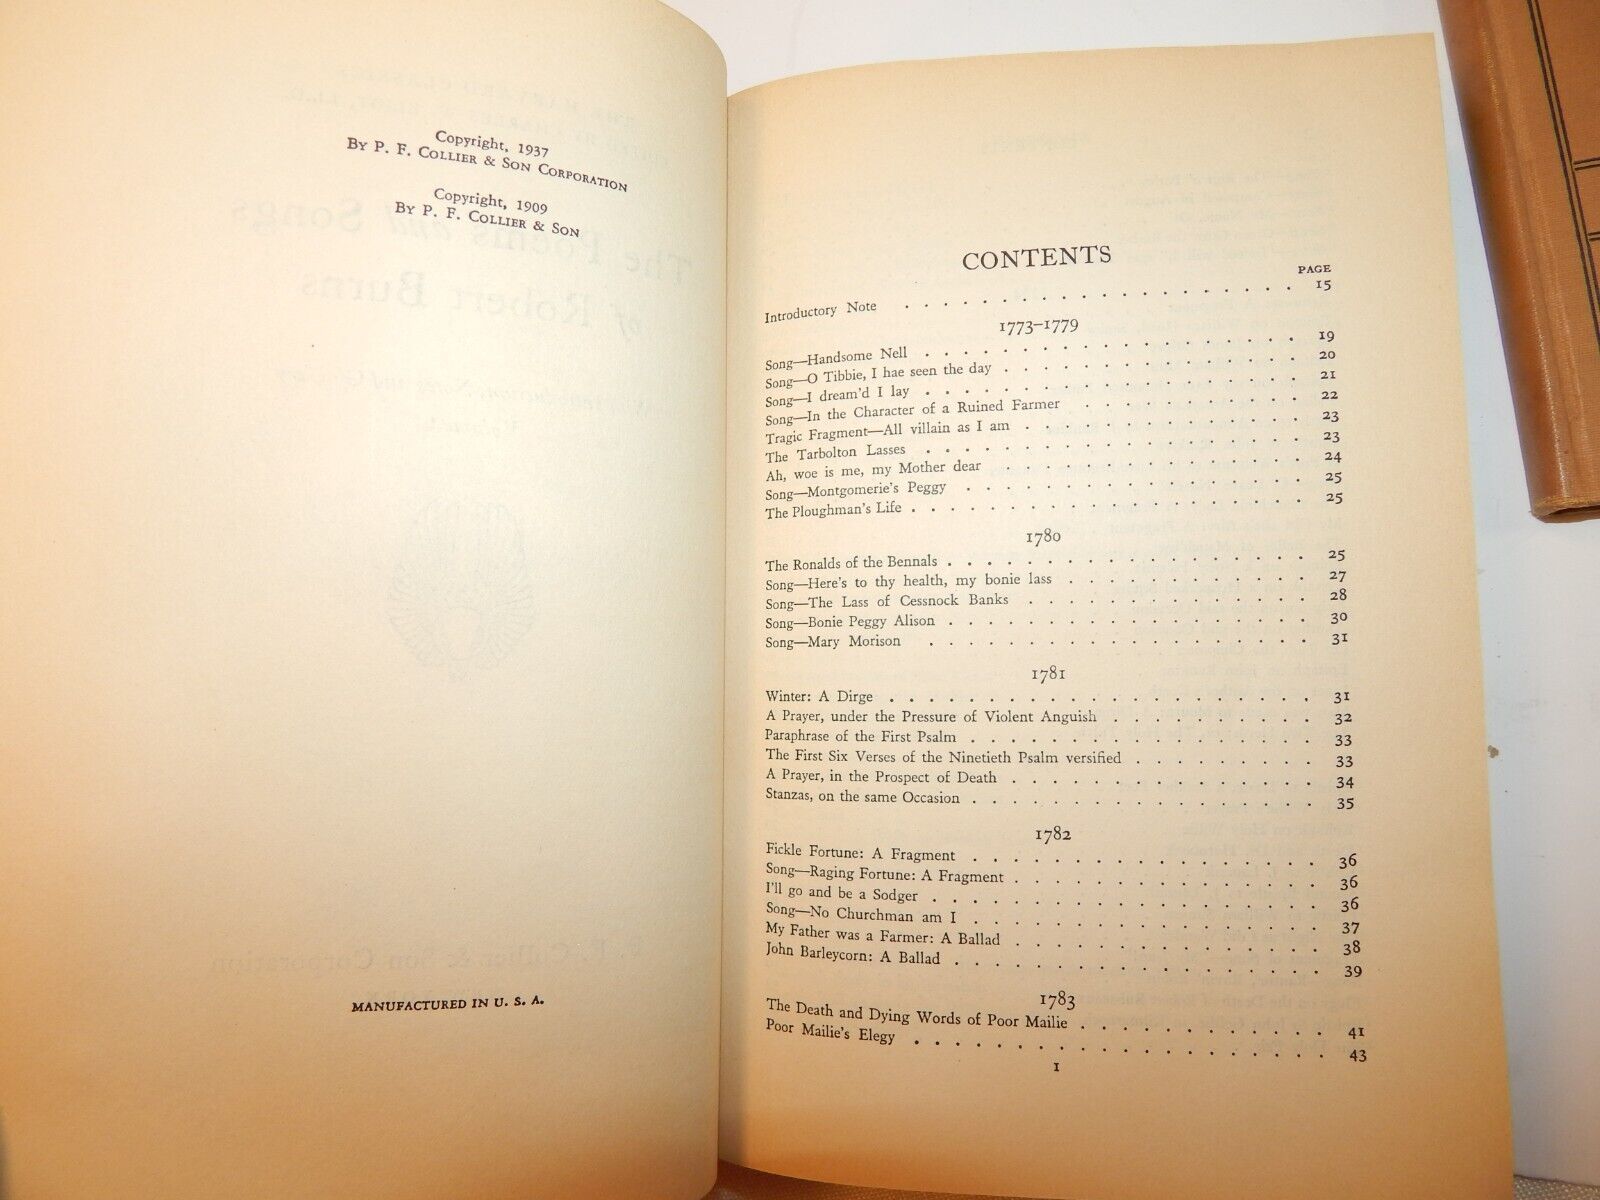 Copyright, 1937
By P. F. Collier & Son Corporation
Copyright, 1909
By P. F. Collier & Son
MANUFACTURED IN U. S. A.
CONTENTS
PAGE
Introductory Note . . . . . . . . . . . . . . . . . . . . 15
1773–1779
Song—Handsome Nell . . . . . . . . . . . . . . . . . . 19
Song—O Tibbie, I hae seen the day . . . . . . . . . . . . . 20
Song—I dream'd I lay . . . . . . . . . . . . . . . . . . 21
Song—In the Character of a Ruined Farmer . . . . . . . . . . 22
Tragic Fragment—All villain as I am . . . . . . . . . . . . 23
The Tarbolton Lasses . . . . . . . . . . . . . . . . . . 23
Ah, woe is me, my Mother dear . . . . . . . . . . . . . . 24
Song—Montgomerie's Peggy . . . . . . . . . . . . . . . . 25
The Ploughman's Life . . . . . . . . . . . . . . . . . . 25
1780
The Ronalds of the Bennals . . . . . . . . . . . . . . . . 25
Song—Here's to thy health, my bonie lass . . . . . . . . . . 27
Song—The Lass of Cessnock Banks . . . . . . . . . . . . . 28
Song—Bonie Peggy Alison . . . . . . . . . . . . . . . . 30
Song—Mary Morison . . . . . . . . . . . . . . . . . 31
1781
Winter: A Dirge . . . . . . . . . . . . . . . . . . . 31
A Prayer, under the Pressure of Violent Anguish . . . . . . . . . 32
Paraphrase of the First Psalm . . . . . . . . . . . . . . . 33
The First Six Verses of the Ninetieth Psalm versified . . . . . . . . 33
A Prayer, in the Prospect of Death . . . . . . . . . . . . . 34
Stanzas, on the same Occasion . . . . . . . . . . . . . . . 35
1782
Fickle Fortune: A Fragment . . . . . . . . . . . . . . . 36
Song—Raging Fortune: A Fragment . . . . . . . . . . . . . 36
I'll go and be a Sodger . . . . . . . . . . . . . . . . . 36
Song—No Churchman am I . . . . . . . . . . . . . . . 37
My Father was a Farmer: A Ballad . . . . . . . . . . . . . 38
John Barleycorn: A Ballad . . . . . . . . . . . . . . . . 39
1783
The Death and Dying Words of Poor Mailie . . . . . . . . . . . 41
Poor Mailie's Elegy . . . . . . . . . . . . . . . . . . 43
1